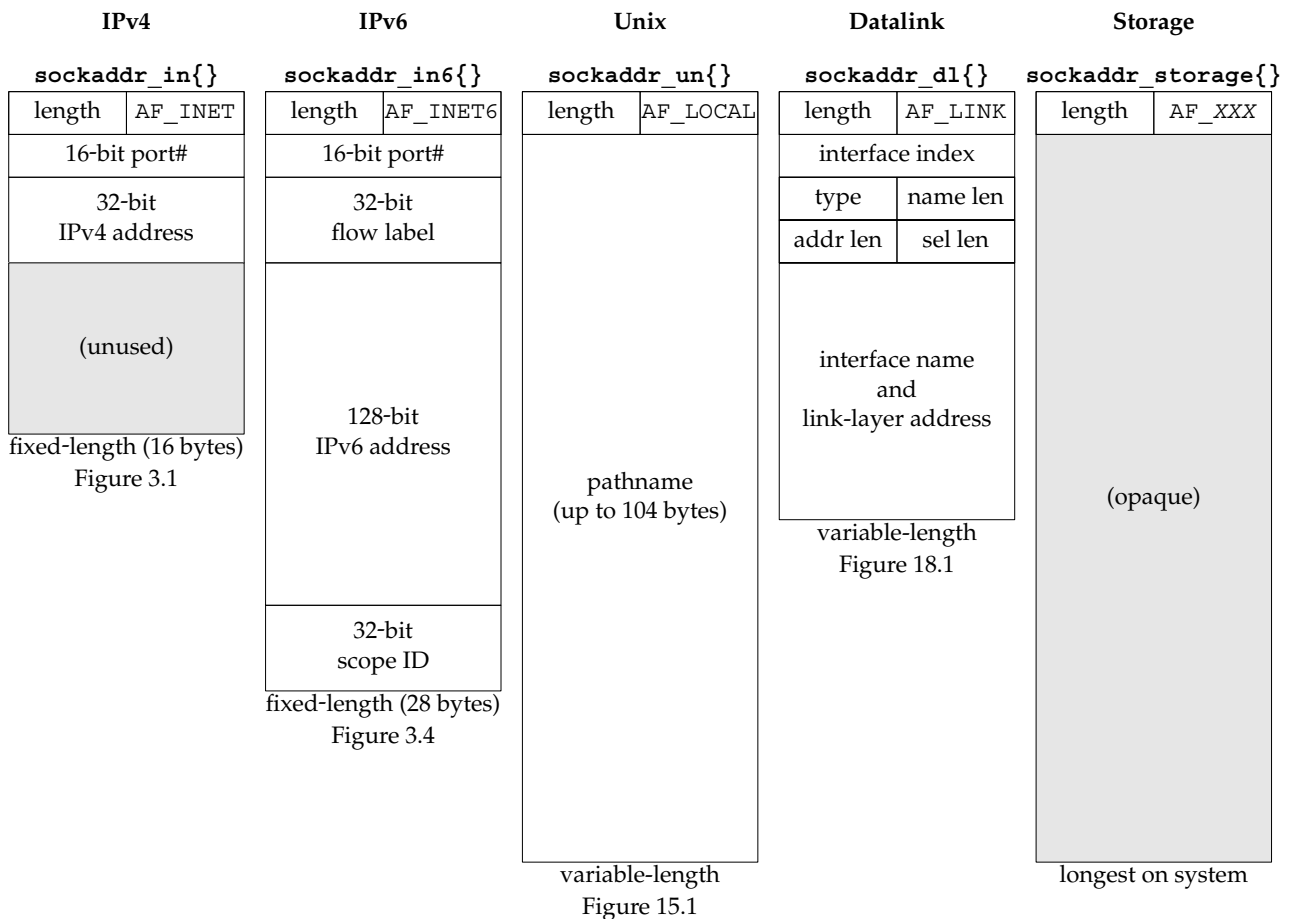 IPv4
IPv6
Unix
Datalink
Storage
sockaddr_in{}
sockaddr_in6{}
sockaddr_un{}
sockaddr_dl{}
sockaddr_storage{}
length
AF_INET
16-bit port#
32-bit
IPv4 address
(unused)
fixed-length (16 bytes)
Figure 3.1
length
AF_INET6
16-bit port#
32-bit
flow label
128-bit
IPv6 address
32-bit
scope ID
fixed-length (28 bytes)
Figure 3.4
length
AF_LOCAL
pathname
(up to 104 bytes)
variable-length
Figure 15.1
length
AF_LINK
interface index
type
name len
addr len
sel len
interface name
and
link-layer address
variable-length
Figure 18.1
length
AF_XXX
(opaque)
longest on system